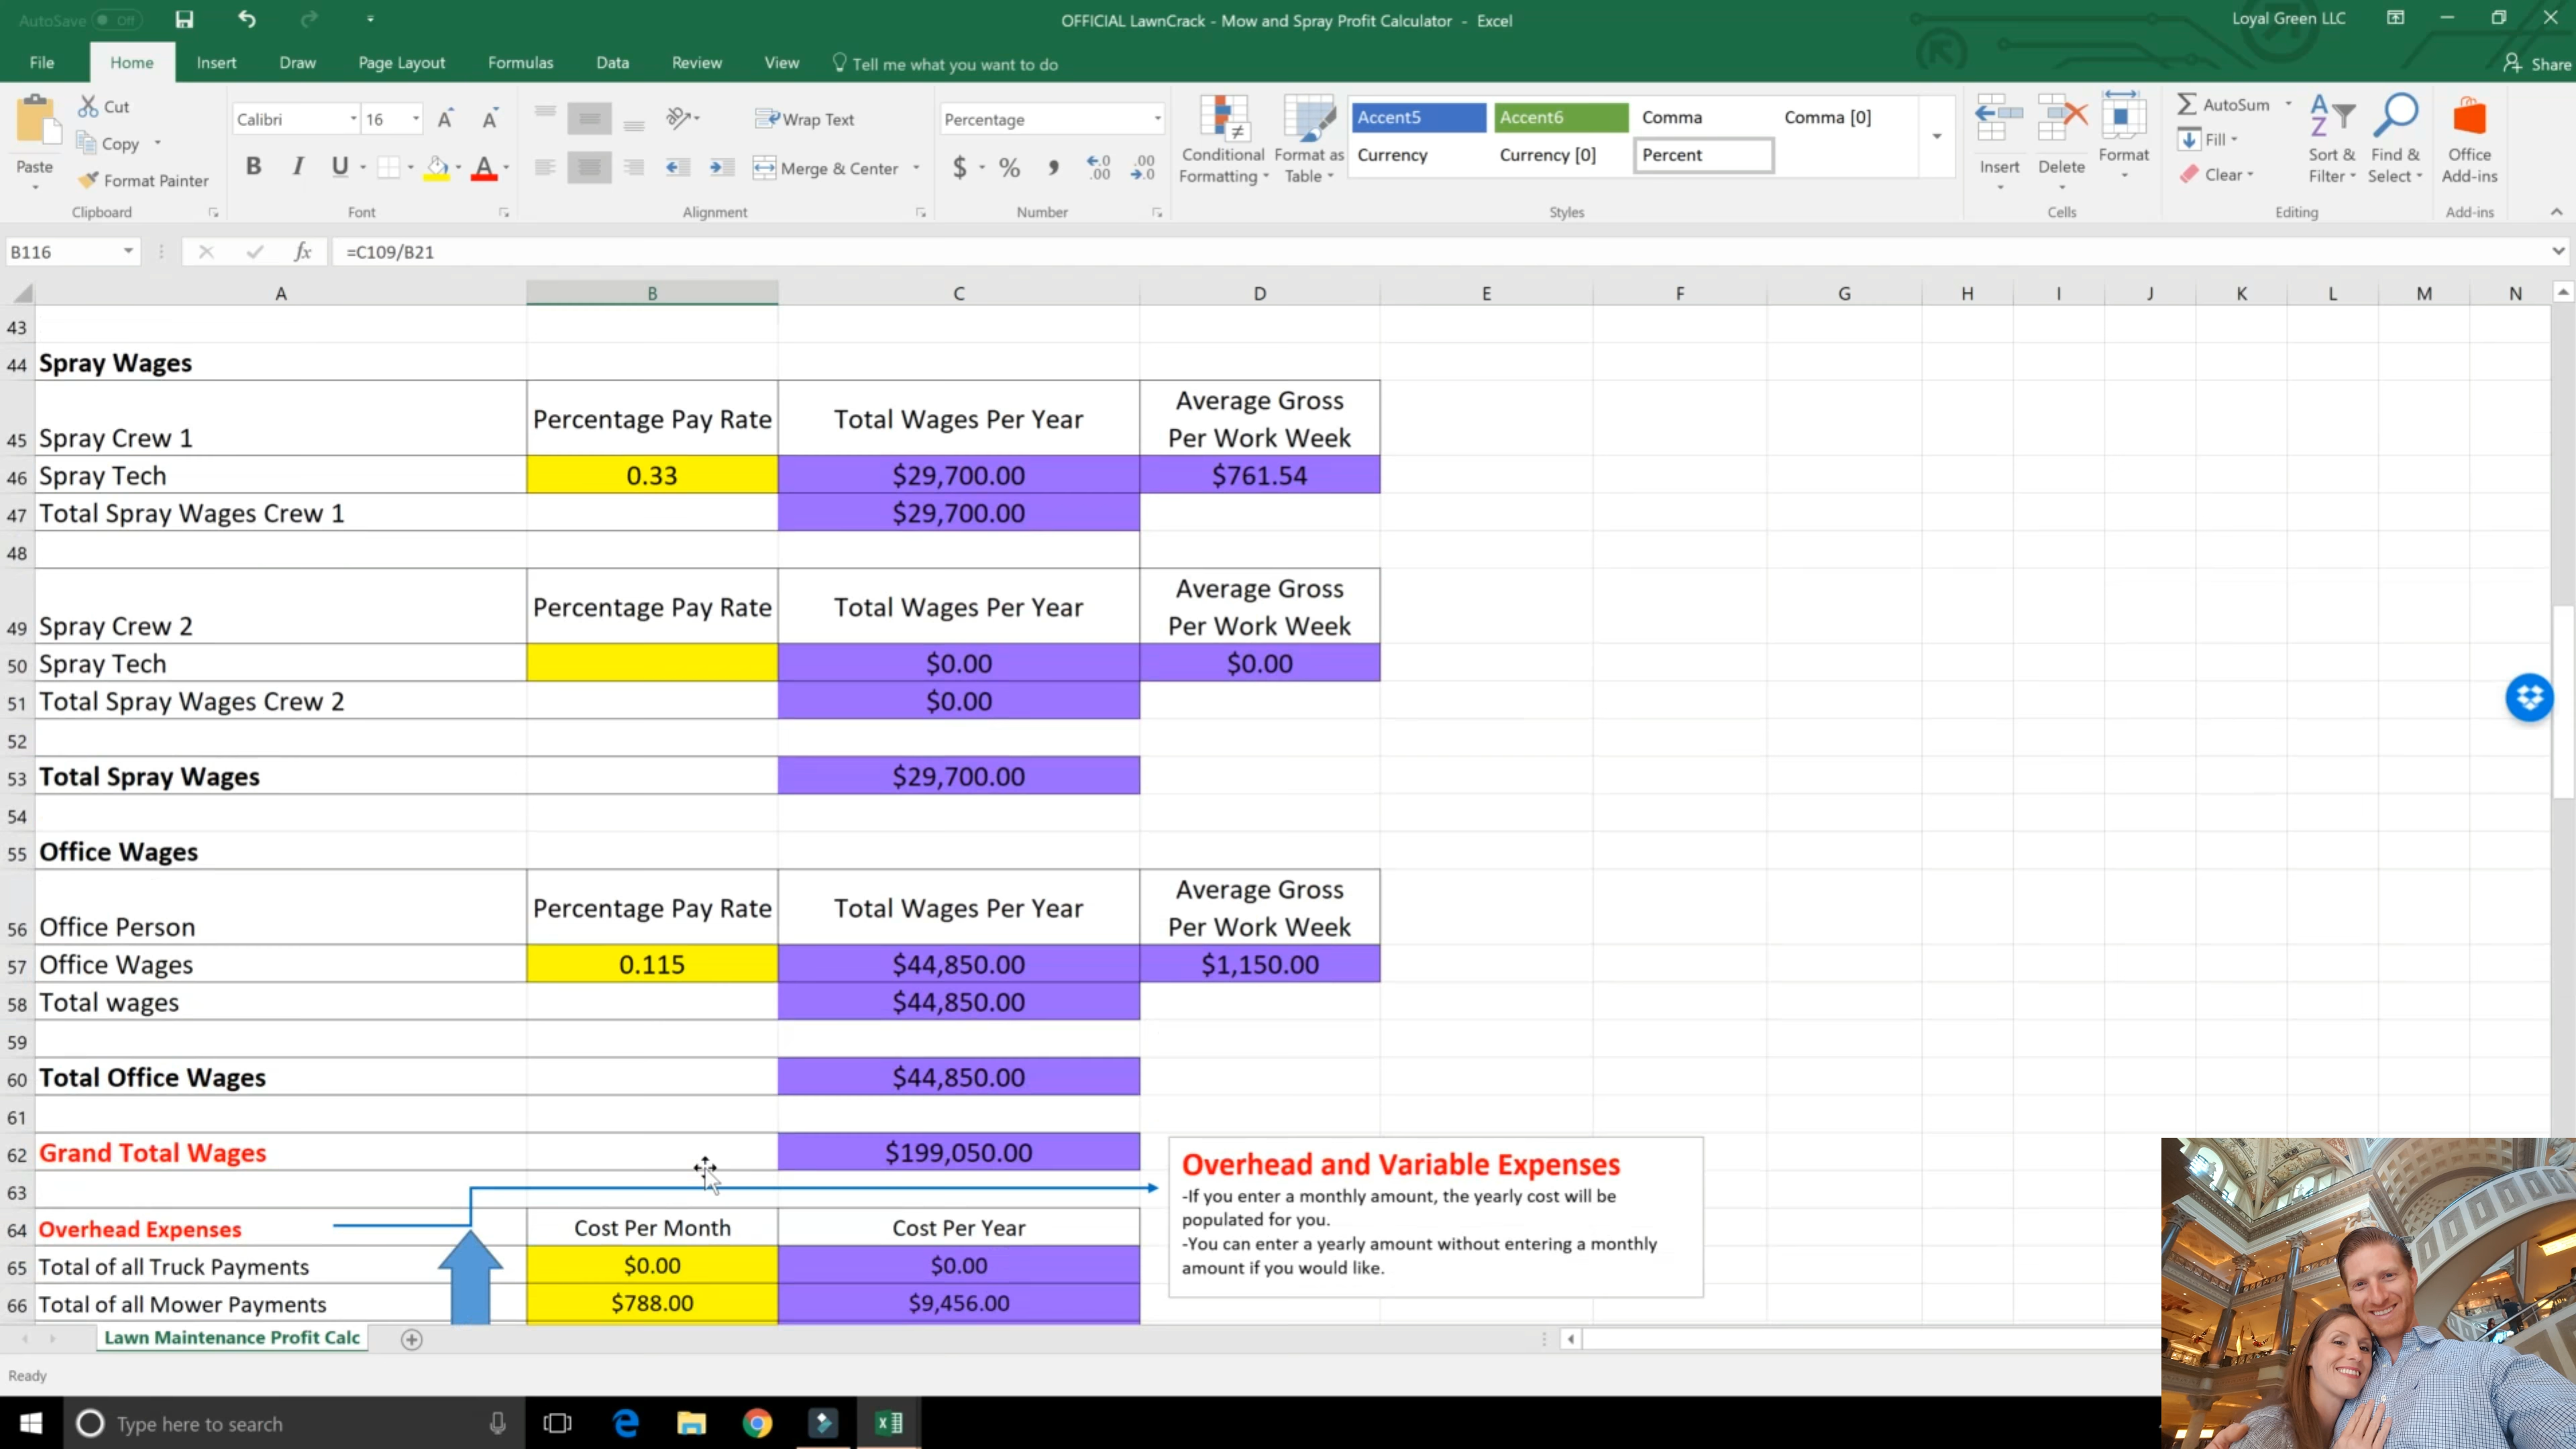 AutoSave Off
OFFICIAL LawnCrack - Mow and Spray Profit Calculator - Excel
Loyal Green LLC
File Home Insert Draw Page Layout Formulas Data Review View Tell me what you want to do Share
Paste
Cut
Copy
Format Painter
Clipboard
Calibri 16
B I U A
Font
Wrap Text
Merge & Center
Alignment
Percentage
$ % , .00 .00
Number
Conditional Formatting
Format as Table
Accent5 Accent6 Comma Comma [0]
Currency Currency [0] Percent
Styles
Insert Delete Format
Cells
AutoSum
Fill
Clear
Sort & Filter
Find & Select
Editing
Office Add-ins
Add-ins
B116 fx =C109/B21
A B C D E F G H I J K L M N
43
44 Spray Wages
45 Spray Crew 1 Percentage Pay Rate Total Wages Per Year Average Gross Per Work Week
46 Spray Tech 0.33 $29,700.00 $761.54
47 Total Spray Wages Crew 1 $29,700.00
48
49 Spray Crew 2 Percentage Pay Rate Total Wages Per Year Average Gross Per Work Week
50 Spray Tech $0.00 $0.00
51 Total Spray Wages Crew 2 $0.00
52
53 Total Spray Wages $29,700.00
54
55 Office Wages
56 Office Person Percentage Pay Rate Total Wages Per Year Average Gross Per Work Week
57 Office Wages 0.115 $44,850.00 $1,150.00
58 Total wages $44,850.00
59
60 Total Office Wages $44,850.00
61
62 Grand Total Wages $199,050.00
63
64 Overhead Expenses Cost Per Month Cost Per Year
65 Total of all Truck Payments $0.00 $0.00
66 Total of all Mower Payments $788.00 $9,456.00
Overhead and Variable Expenses
-If you enter a monthly amount, the yearly cost will be
populated for you.
-You can enter a yearly amount without entering a monthly
amount if you would like.
Lawn Maintenance Profit Calc
Ready
Type here to search